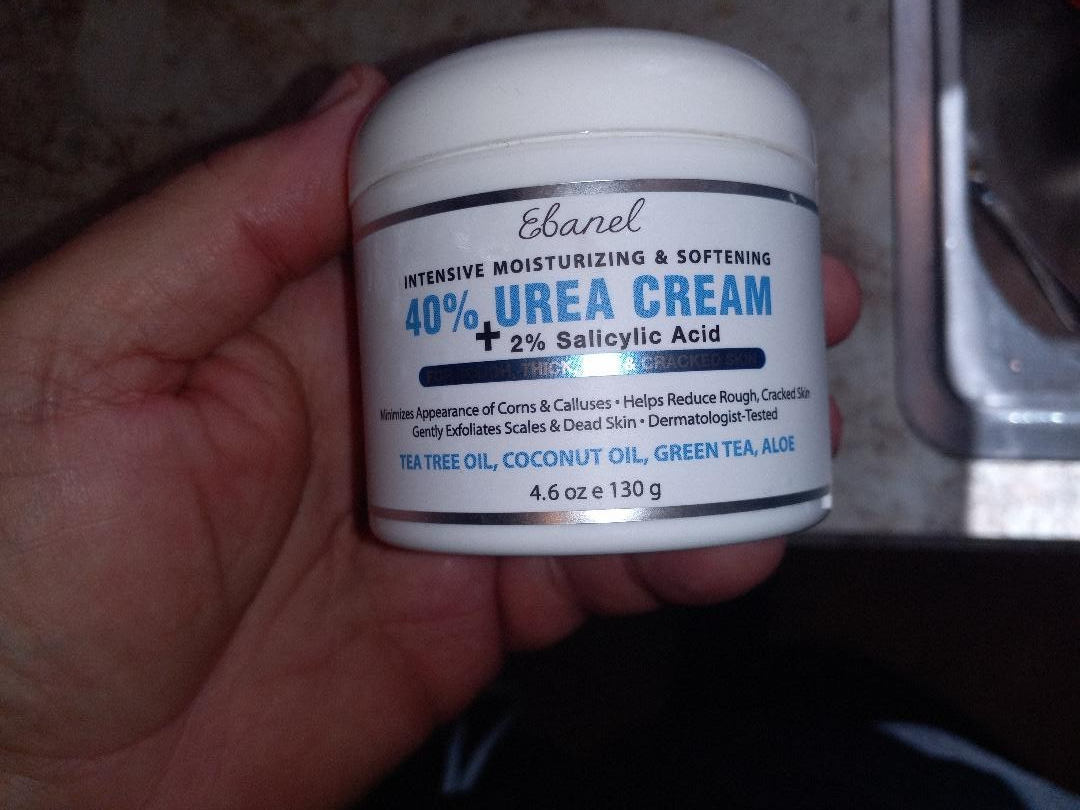 Ebanel
INTENSIVE MOISTURIZING & SOFTENING
40% UREA CREAM
+ 2% Salicylic Acid
THICK & CRACKED SKIN
Minimizes Appearance of Corns & Calluses • Helps Reduce Rough, Cracked Skin
Gently Exfoliates Scales & Dead Skin • Dermatologist-Tested
TEA TREE OIL, COCONUT OIL, GREEN TEA, ALOE
4.6 oz e 130 g